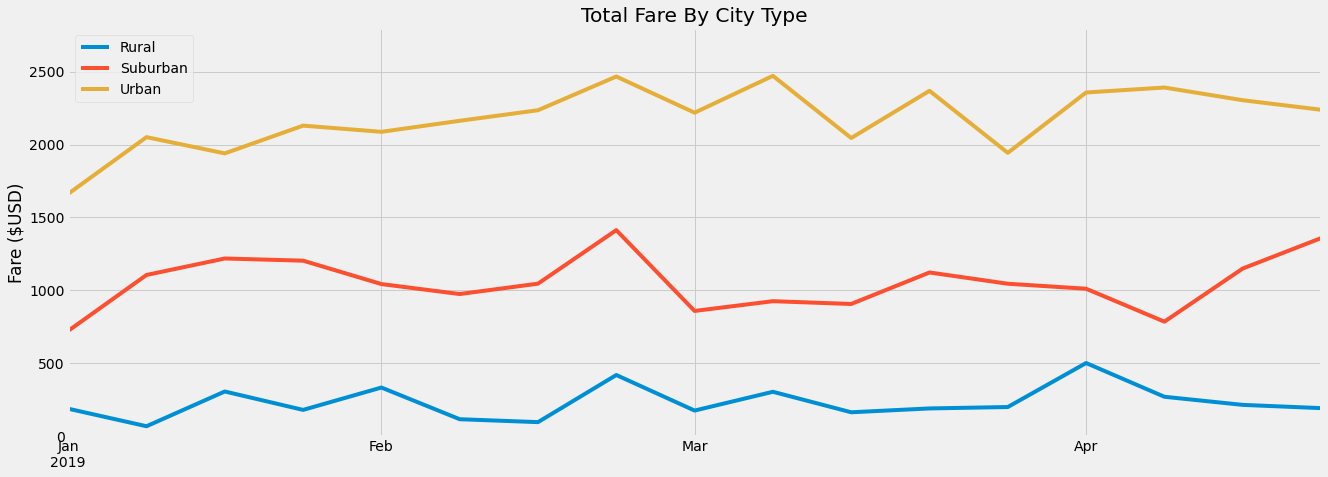 Total Fare By City Type
Rural
Suburban
Urban
Fare ($USD)
2500
2000
1500
1000
500
0
Jan
2019
Feb
Mar
Apr